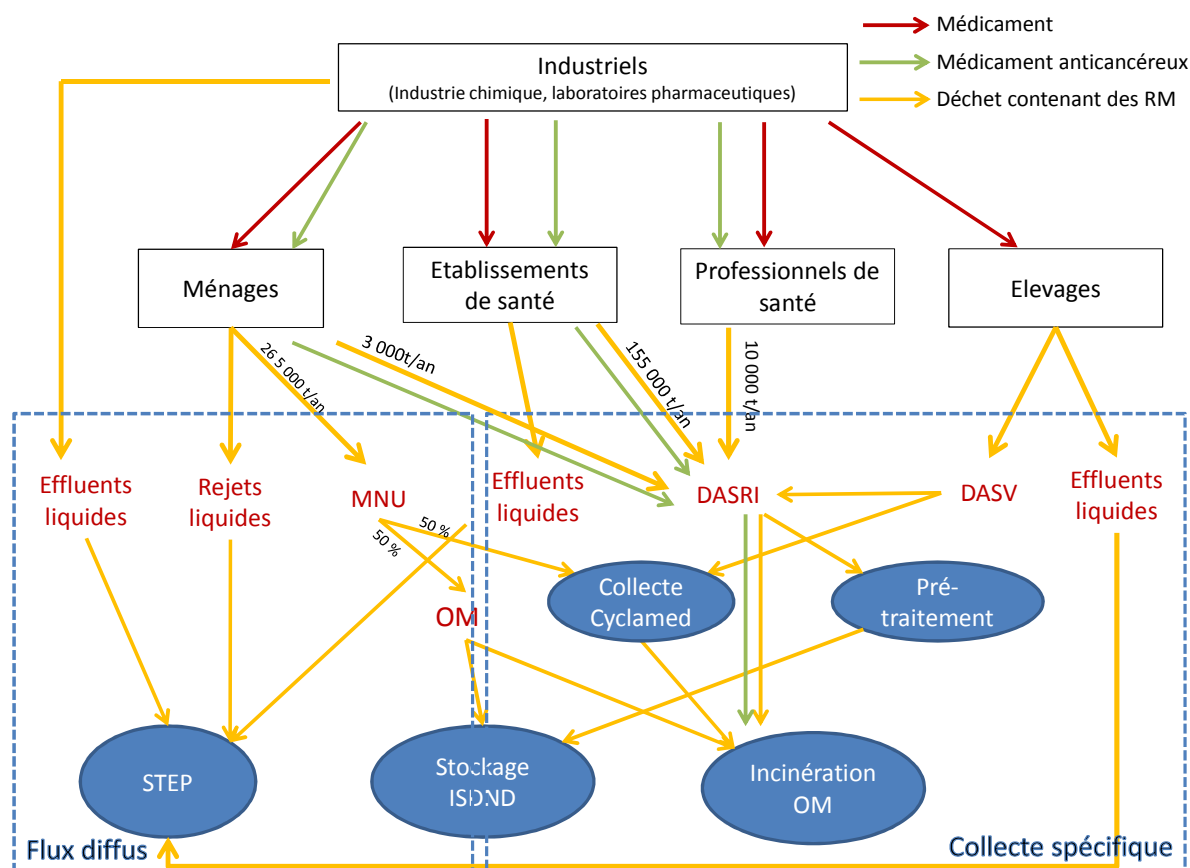 Médicament
Industriels
(Industrie chimique, laboratoires pharmaceutiques)
Médicament anticancéreux
Déchet contenant des RM
Ménages
Etablissements
de santé
Professionnels de
santé
Elevages
26 5 000 t/an
3 000t/an
155 000 t/an
10 000 t/an
Effluents
liquides
Rejets
liquides
MNU
Effluents
liquides
DASRI
DASV
Effluents
liquides
50 %
50 %
OM
Collecte
Cyclamed
Pré-
traitement
STEP
Stockage
ISDND
Incinération
OM
Flux diffus
Collecte spécifique